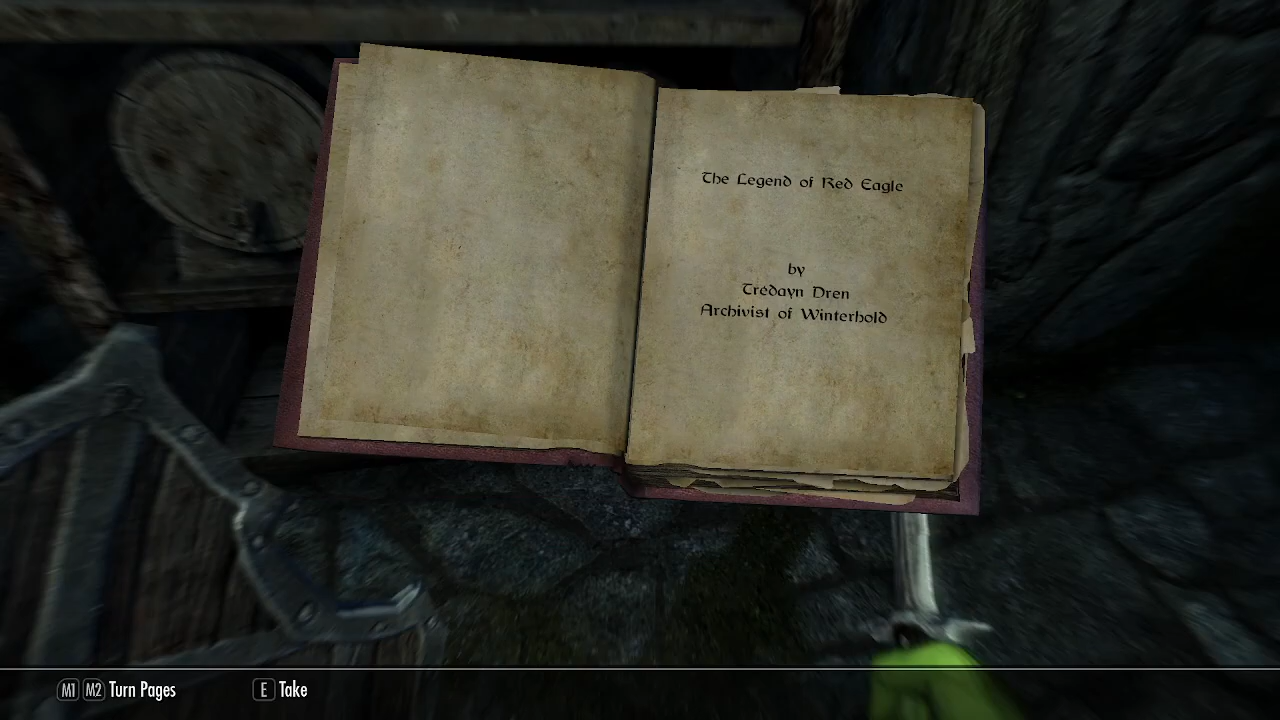 The Legend of Red Eagle
by
Tredayn Dren
Archivist of Winterhold
M1 M2 Turn Pages
E Take